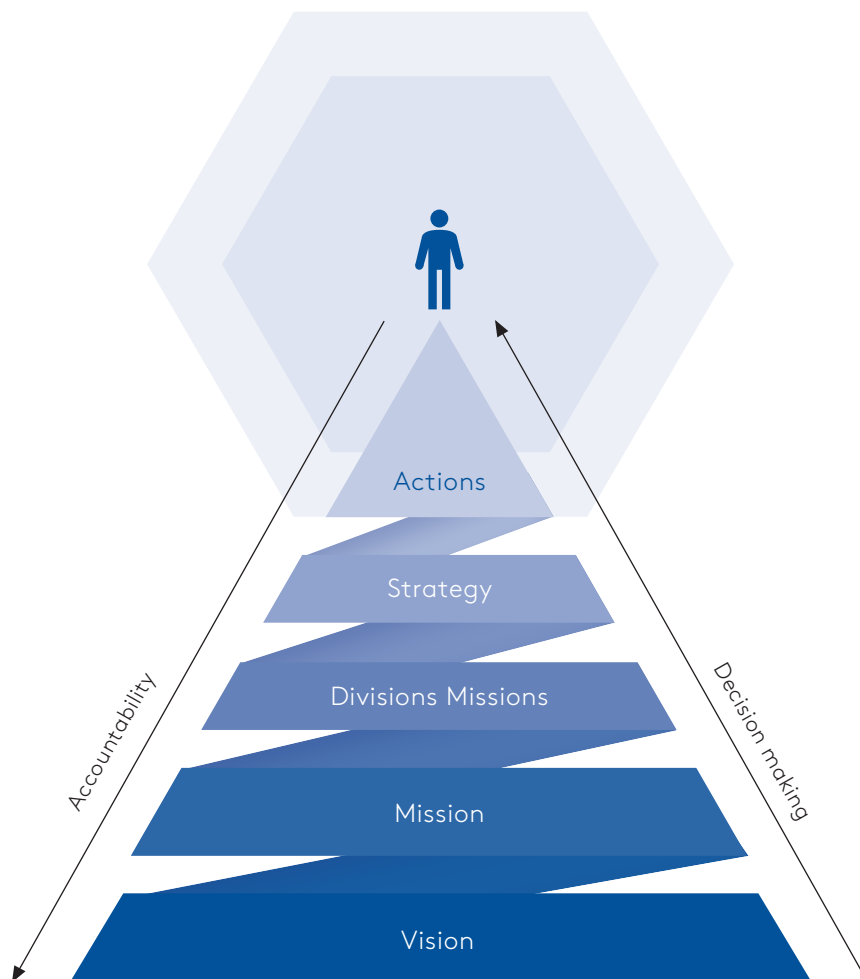 Actions
Strategy
Divisions Missions
Mission
Vision
Accountability
Decision making